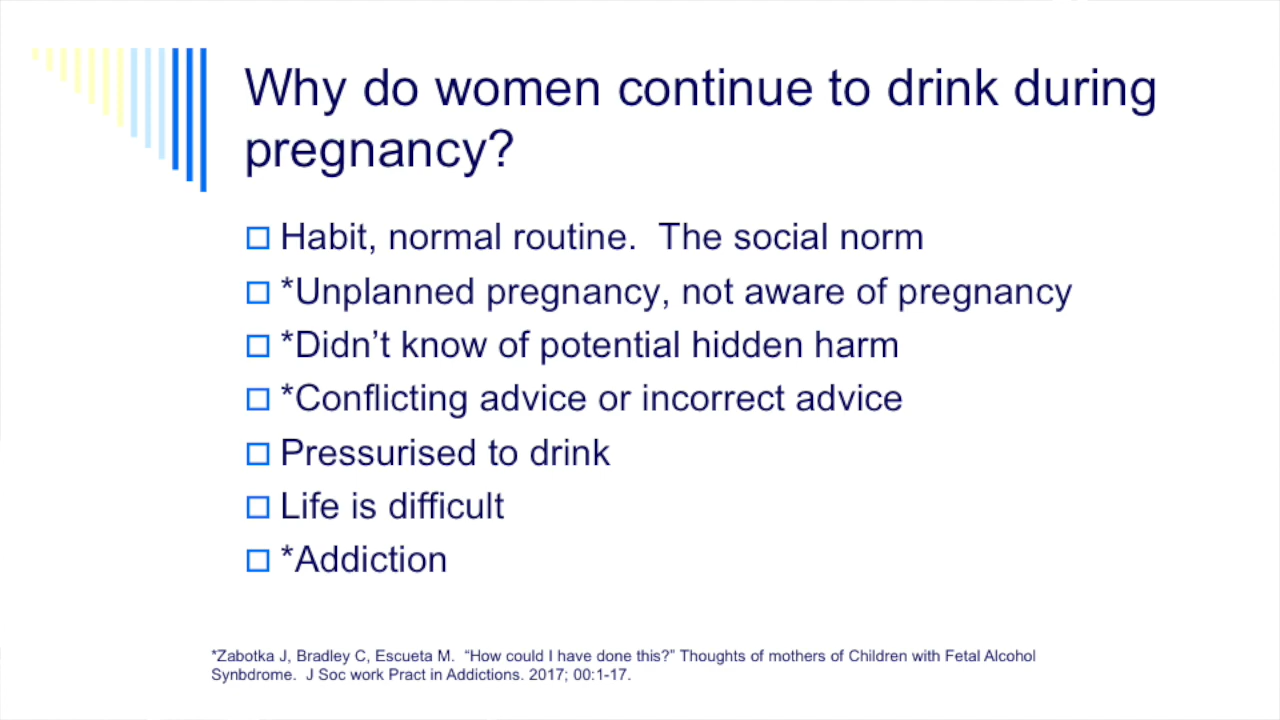 Why do women continue to drink during
pregnancy?
Habit, normal routine.  The social norm
*Unplanned pregnancy, not aware of pregnancy
*Didn’t know of potential hidden harm
*Conflicting advice or incorrect advice
Pressurised to drink
Life is difficult
*Addiction
*Zabotka J, Bradley C, Escueta M.  “How could I have done this?” Thoughts of mothers of Children with Fetal Alcohol
Synbdrome.  J Soc work Pract in Addictions. 2017; 00:1-17.